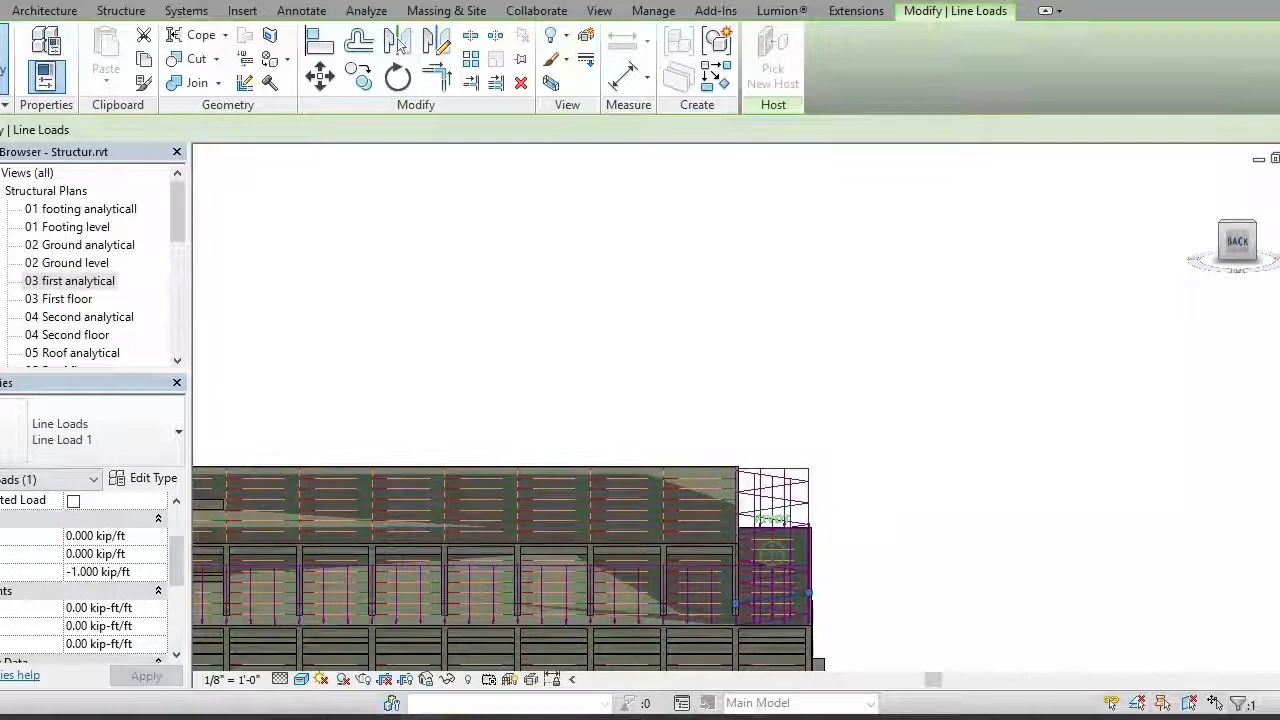 Architecture Structure Systems Insert Annotate Analyze Massing & Site Collaborate View Manage Add-Ins Lumion® Extensions Modify | Line Loads
Cope
Paste Cut Pick
New Host
Join
Properties Clipboard Geometry Modify View Measure Create Host
y | Line Loads
Browser - Structur.rvt
Views (all)
Structural Plans
01 footing analyticall
01 Footing level
02 Ground analytical
02 Ground level
03 first analytical
03 First floor
04 Second analytical
04 Second floor
05 Roof analytical
BACK
ies
Line Loads
Line Load 1
oads (1) Edit Type
ted Load
0.000 kip/ft
0.000 kip/ft
-1.000 kip/ft
nts
0.00 kip-ft/ft
0.00 kip-ft/ft
0.00 kip-ft/ft
ies help Apply
1/8" = 1'-0"
:0 Main Model :1